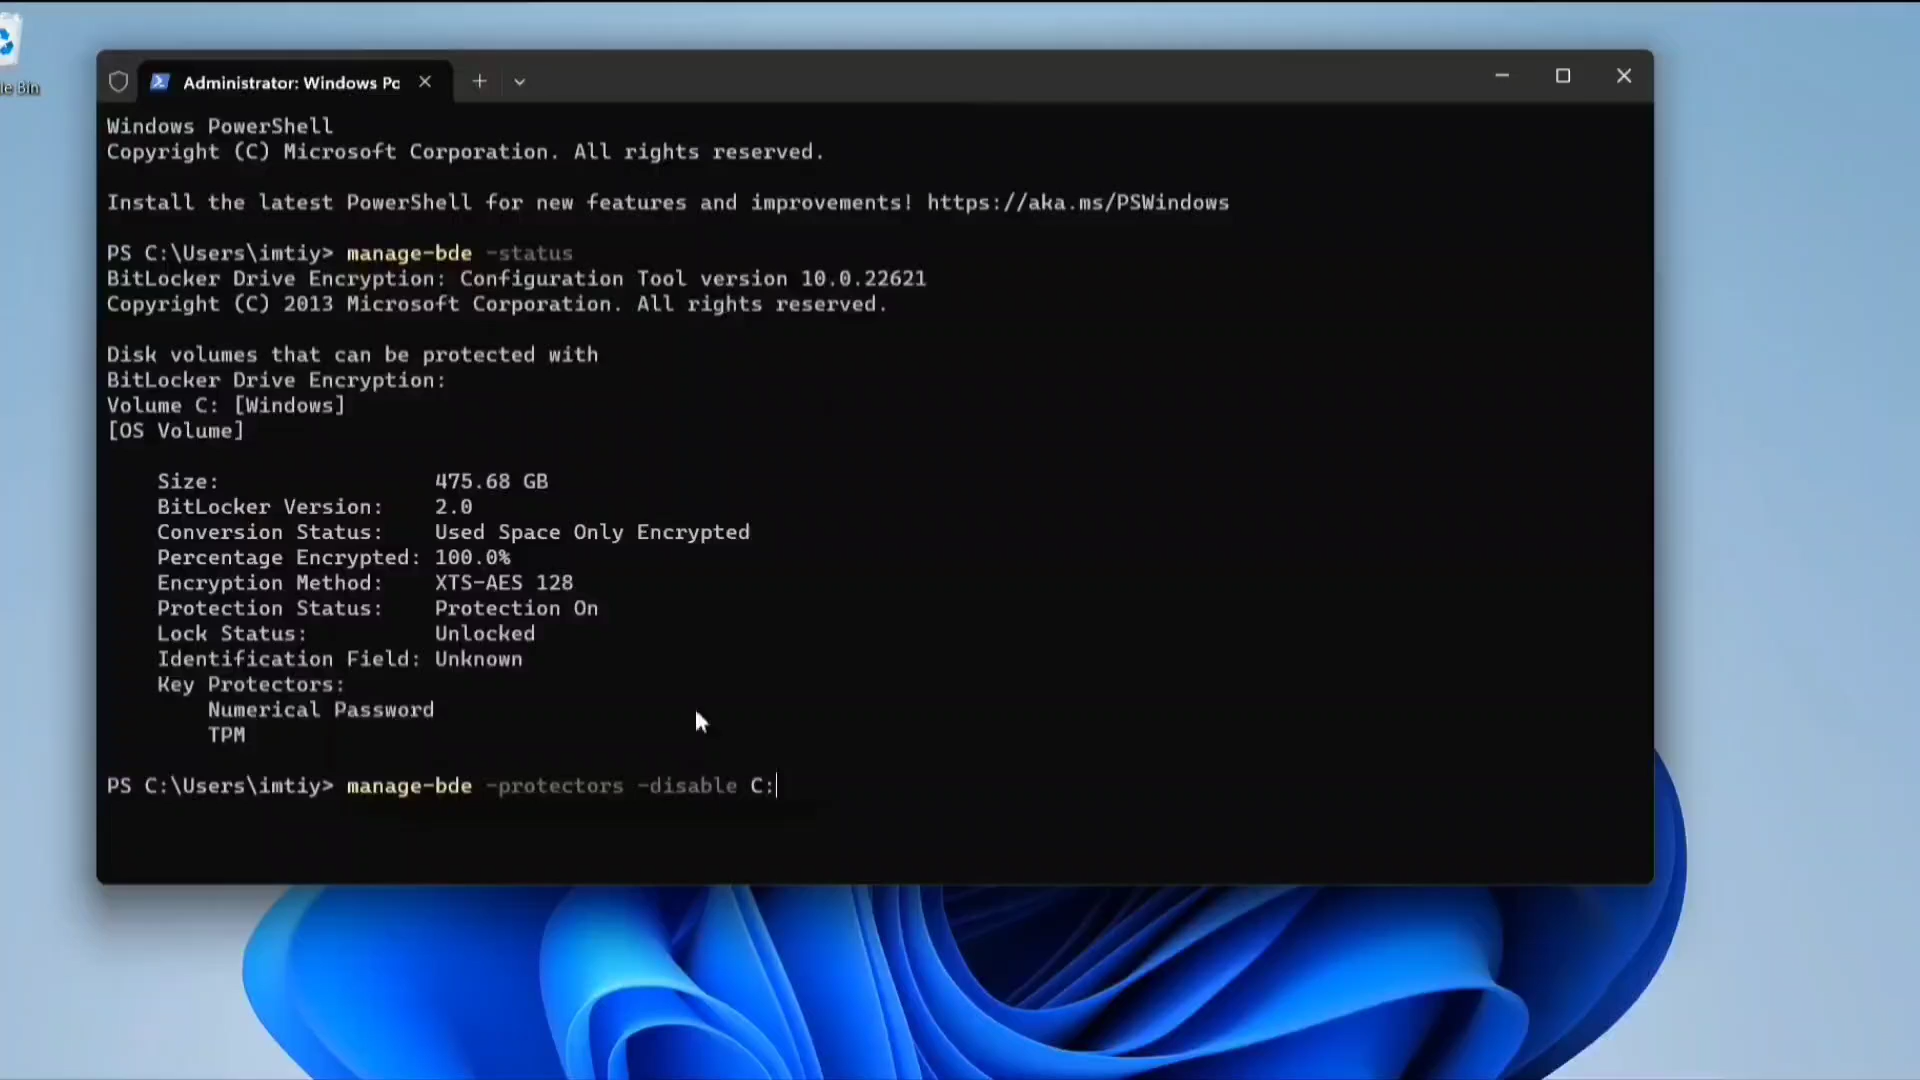 le Bin
Administrator: Windows Pc
Windows PowerShell
Copyright (C) Microsoft Corporation. All rights reserved.
Install the latest PowerShell for new features and improvements! https://aka.ms/PSWindows
PS C:\Users\imtiy> manage-bde -status
BitLocker Drive Encryption: Configuration Tool version 10.0.22621
Copyright (C) 2013 Microsoft Corporation. All rights reserved.
Disk volumes that can be protected with
BitLocker Drive Encryption:
Volume C: [Windows]
[OS Volume]
Size: 475.68 GB
BitLocker Version: 2.0
Conversion Status: Used Space Only Encrypted
Percentage Encrypted: 100.0%
Encryption Method: XTS-AES 128
Protection Status: Protection On
Lock Status: Unlocked
Identification Field: Unknown
Key Protectors:
Numerical Password
TPM
PS C:\Users\imtiy> manage-bde -protectors -disable C: